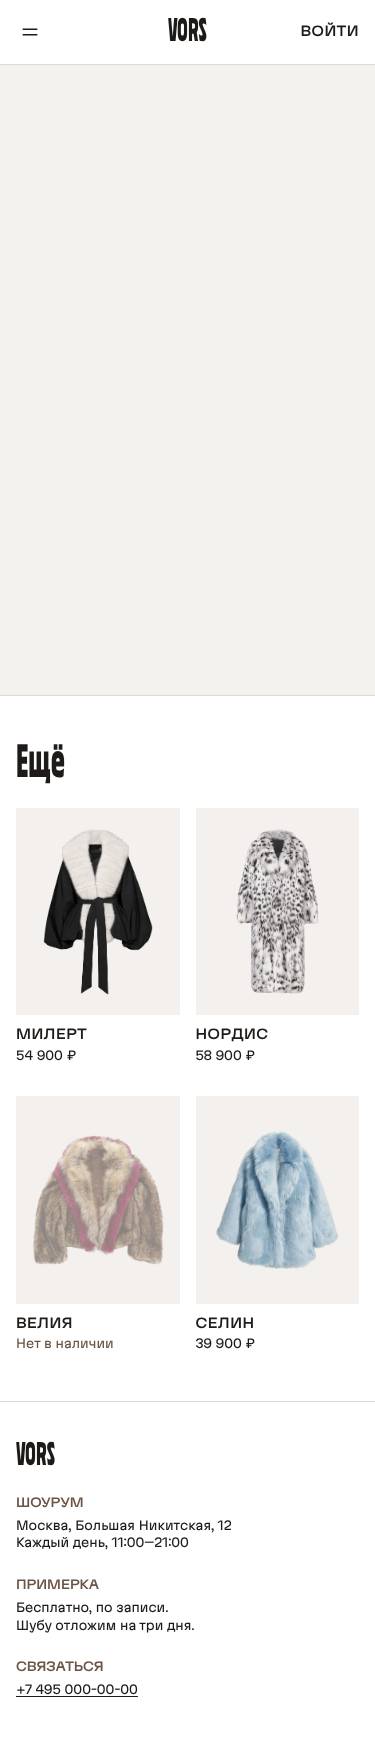 VORS
ВОЙТИ
Ещё
МИЛЕРТ
54 900 ₽
НОРДИС
58 900 ₽
ВЕЛИЯ
Нет в наличии
СЕЛИН
39 900 ₽
VORS
ШОУРУМ
Москва, Большая Никитская, 12
Каждый день, 11:00—21:00
ПРИМЕРКА
Бесплатно, по записи.
Шубу отложим на три дня.
СВЯЗАТЬСЯ
+7 495 000-00-00